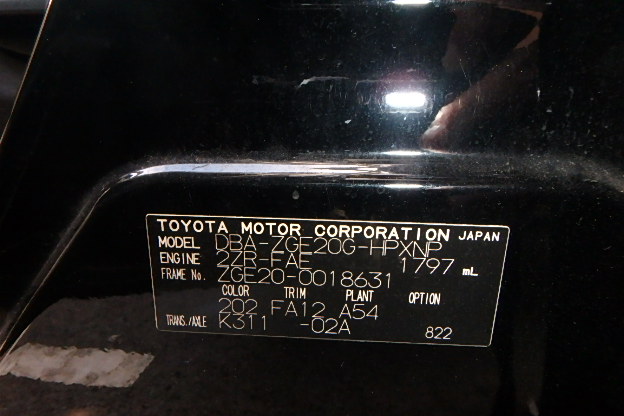 TOYOTA MOTOR CORPORATION JAPAN
MODEL DBA-ZGE20G-HPXNP
ENGINE 2ZR-FAE 1797 mL
FRAME No. ZGE20-0018631
COLOR TRIM PLANT OPTION
202 FA12 A54
TRANS./AXLE K311 -02A 822